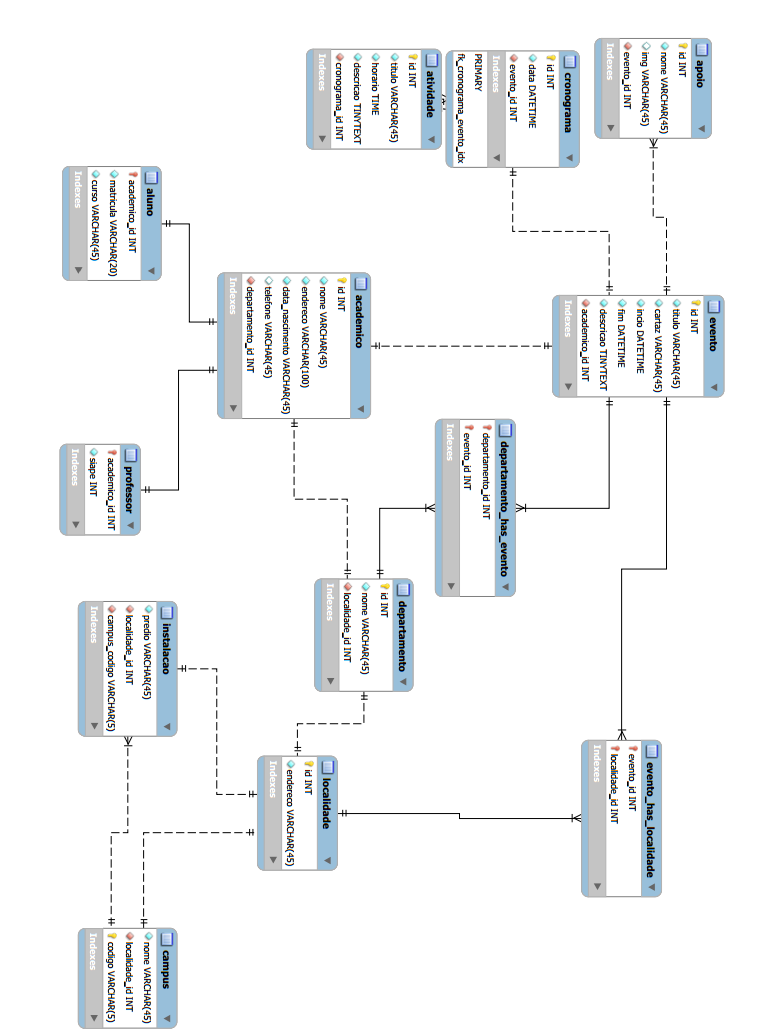 apoio
id INT
nome VARCHAR(45)
img VARCHAR(45)
evento_id INT
Indexes
cronograma
id INT
data DATETIME
evento_id INT
Indexes
PRIMARY
fk_cronograma_evento_idx
atividade
id INT
titulo VARCHAR(45)
horario TIME
descricao TINYTEXT
cronograma_id INT
Indexes
evento
id INT
titulo VARCHAR(45)
cartaz VARCHAR(45)
incio DATETIME
fim DATETIME
descricao TINYTEXT
academico_id INT
Indexes
academico
id INT
nome VARCHAR(45)
endereco VARCHAR(100)
data_nascimento VARCHAR(45)
telefone VARCHAR(45)
departamento_id INT
Indexes
aluno
academico_id INT
matricula VARCHAR(20)
curso VARCHAR(45)
Indexes
professor
academico_id INT
siape INT
Indexes
departamento_has_evento
departamento_id INT
evento_id INT
Indexes
departamento
id INT
nome VARCHAR(45)
localidade_id INT
Indexes
instalacao
predio VARCHAR(45)
localidade_id INT
campus_codigo VARCHAR(5)
Indexes
localidade
id INT
endereco VARCHAR(45)
Indexes
evento_has_localidade
evento_id INT
localidade_id INT
Indexes
campus
nome VARCHAR(45)
localidade_id INT
codigo VARCHAR(5)
Indexes